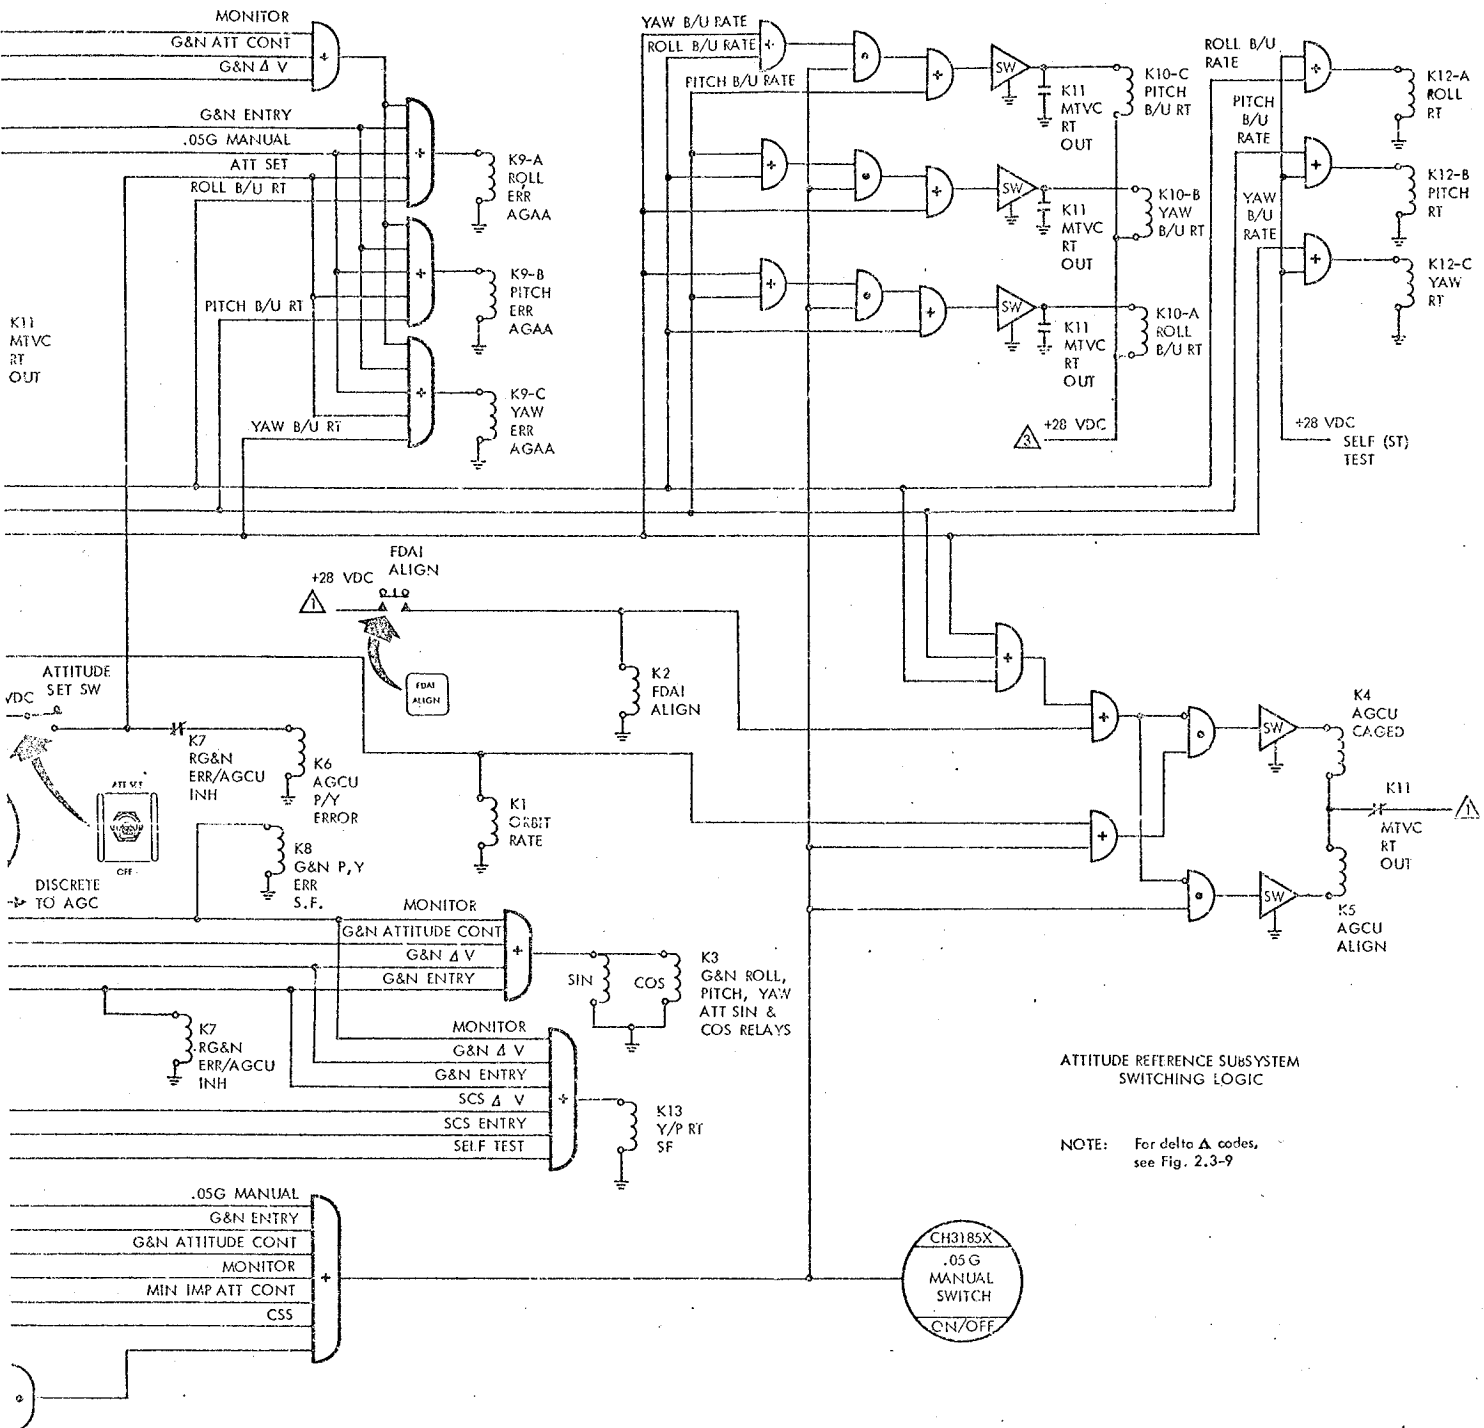 MONITOR
G&N ATT CONT
G&N Δ V
G&N ENTRY
.05G MANUAL
ATT SET
ROLL B/U RT
K9-A
ROLL
ERR
AGAA
PITCH B/U RT
K9-B
PITCH
ERR
AGAA
YAW B/U RT
K9-C
YAW
ERR
AGAA
K11
MTVC
RT
OUT
YAW B/U RATE
ROLL B/U RATE
PITCH B/U RATE
SW
K11
MTVC
RT
OUT
K10-C
PITCH
B/U RT
SW
K11
MTVC
RT
OUT
K10-B
YAW
B/U RT
SW
K11
MTVC
RT
OUT
K10-A
ROLL
B/U RT
3
+28 VDC
ROLL B/U
RATE
PITCH
B/U
RATE
YAW
B/U
RATE
K12-A
ROLL
RT
K12-B
PITCH
RT
K12-C
YAW
RT
+28 VDC
SELF (ST)
TEST
FDAI
ALIGN
+28 VDC
1
FDAI
ALIGN
K2
FDAI
ALIGN
ATTITUDE
SET SW
VDC
K7
RG&N
ERR/AGCU
INH
K6
AGCU
P/Y
ERROR
ATT SET
OFF
K1
ORBIT
RATE
K8
G&N P,Y
ERR
S.F.
DISCRETE
TO AGC
K4
AGCU
CAGED
SW
K11
MTVC
RT
OUT
1
SW
K5
AGCU
ALIGN
MONITOR
G&N ATTITUDE CONT
G&N Δ V
G&N ENTRY
SIN
COS
K3
G&N ROLL,
PITCH, YAW
ATT SIN &
COS RELAYS
K7
RG&N
ERR/AGCU
INH
MONITOR
G&N Δ V
G&N ENTRY
SCS Δ V
SCS ENTRY
SELF TEST
K13
Y/P RT
SF
ATTITUDE REFERENCE SUBSYSTEM
SWITCHING LOGIC
NOTE: For delta Δ codes,
see Fig. 2.3-9
.05G MANUAL
G&N ENTRY
G&N ATTITUDE CONT
MONITOR
MIN IMP ATT CONT
CSS
CH3185X
.05 G
MANUAL
SWITCH
ON/OFF